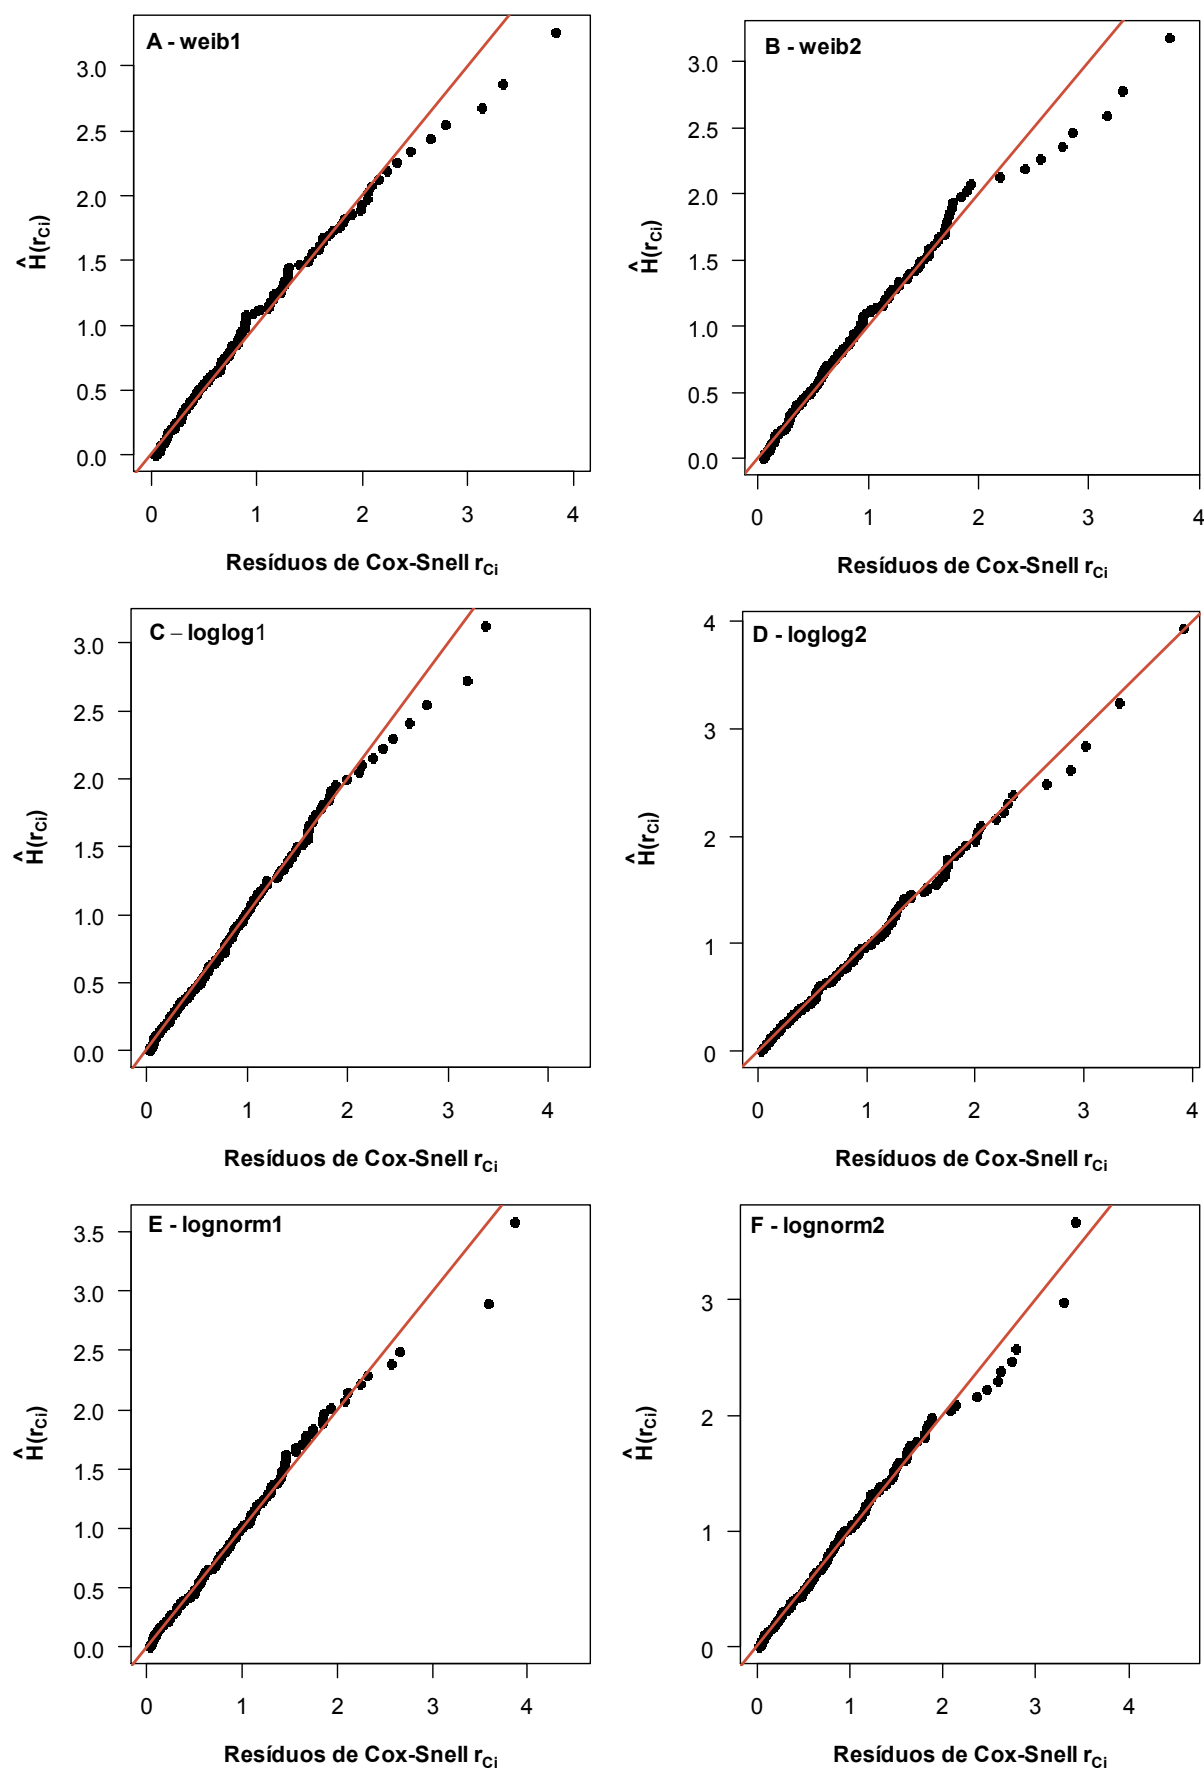 A - weib1
3.0
2.5
2.0
1.5
1.0
0.5
0.0
Ĥ(rCi)
0 1 2 3 4
Resíduos de Cox-Snell rCi
B - weib2
3.0
2.5
2.0
1.5
1.0
0.5
0.0
Ĥ(rCi)
0 1 2 3 4
Resíduos de Cox-Snell rCi
C – loglog1
3.0
2.5
2.0
1.5
1.0
0.5
0.0
Ĥ(rCi)
0 1 2 3 4
Resíduos de Cox-Snell rCi
D - loglog2
4
3
2
1
0
Ĥ(rCi)
0 1 2 3 4
Resíduos de Cox-Snell rCi
E - lognorm1
3.5
3.0
2.5
2.0
1.5
1.0
0.5
0.0
Ĥ(rCi)
0 1 2 3 4
Resíduos de Cox-Snell rCi
F - lognorm2
3
2
1
0
Ĥ(rCi)
0 1 2 3 4
Resíduos de Cox-Snell rCi